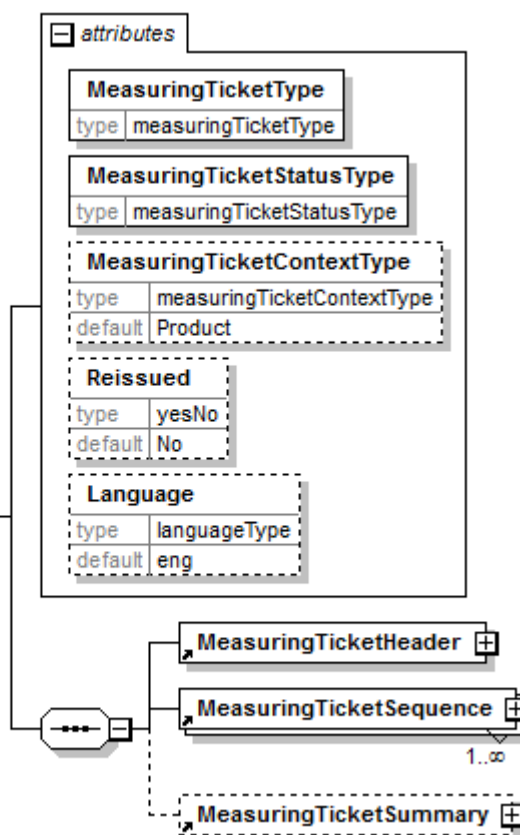 attributes
MeasuringTicketType
type measuringTicketType
MeasuringTicketStatusType
type measuringTicketStatusType
MeasuringTicketContextType
type measuringTicketContextType
default Product
Reissued
type yesNo
default No
Language
type languageType
default eng
MeasuringTicketHeader
MeasuringTicketSequence
1..∞
MeasuringTicketSummary